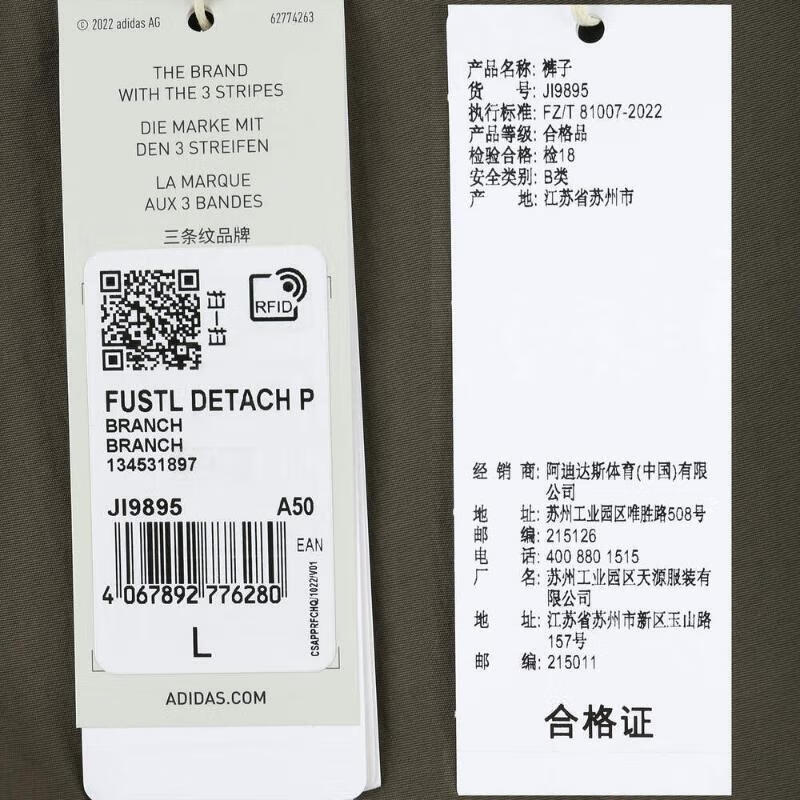 © 2022 adidas AG
62774263
THE BRAND
WITH THE 3 STRIPES
DIE MARKE MIT
DEN 3 STREIFEN
LA MARQUE
AUX 3 BANDES
三条纹品牌
扫一扫
RFID
FUSTL DETACH P
BRANCH
BRANCH
134531897
JI9895 A50
EAN
4 067892 776280
CSAPPRFCHQ/1022/V01
L
ADIDAS.COM
产品名称: 裤子
货 号: JI9895
执行标准: FZ/T 81007-2022
产品等级: 合格品
检验合格: 检18
安全类别: B类
产 地: 江苏省苏州市
经 销 商: 阿迪达斯体育(中国)有限
公司
地 址: 苏州工业园区唯胜路508号
邮 编: 215126
电 话: 400 880 1515
厂 名: 苏州工业园区天源服装有
限公司
地 址: 江苏省苏州市新区玉山路
157号
邮 编: 215011
合格证